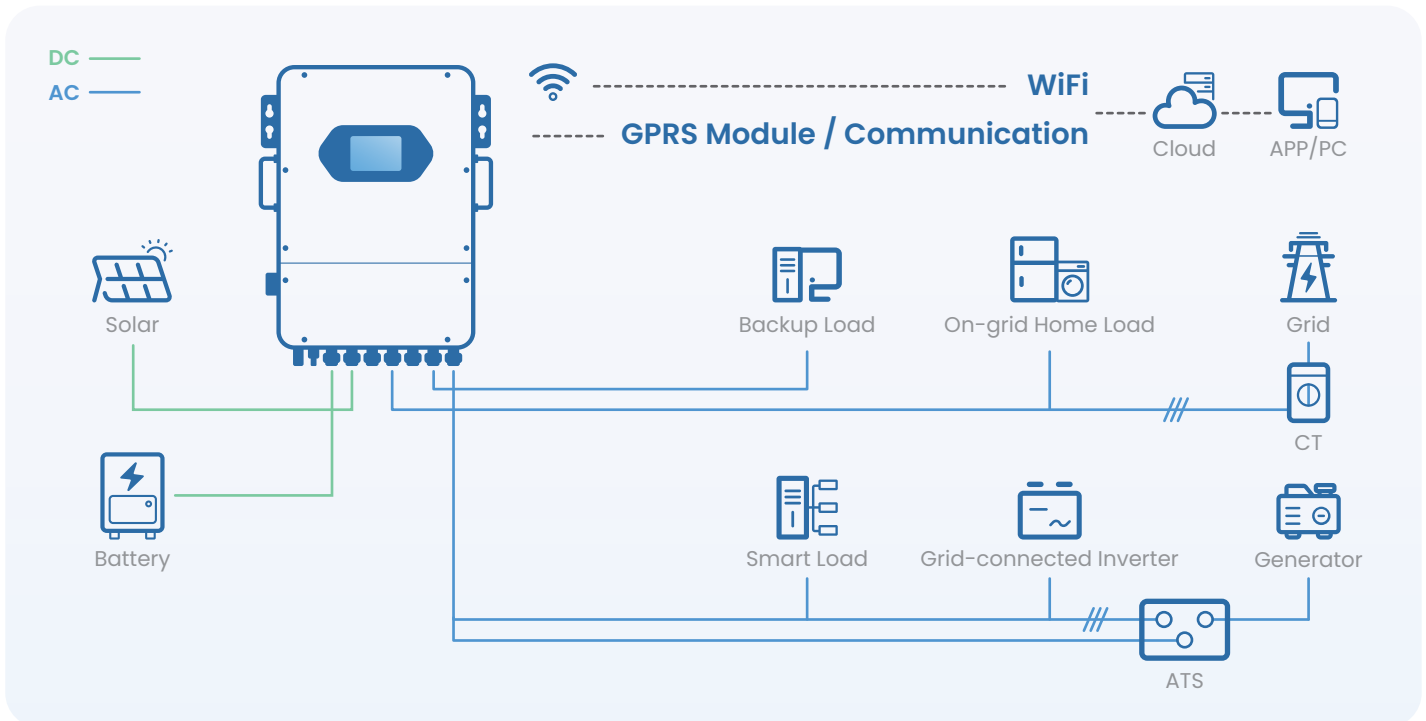 DC
AC
WiFi
GPRS Module / Communication
Cloud
APP/PC
Solar
Backup Load
On-grid Home Load
Grid
CT
Battery
Smart Load
Grid-connected Inverter
Generator
ATS